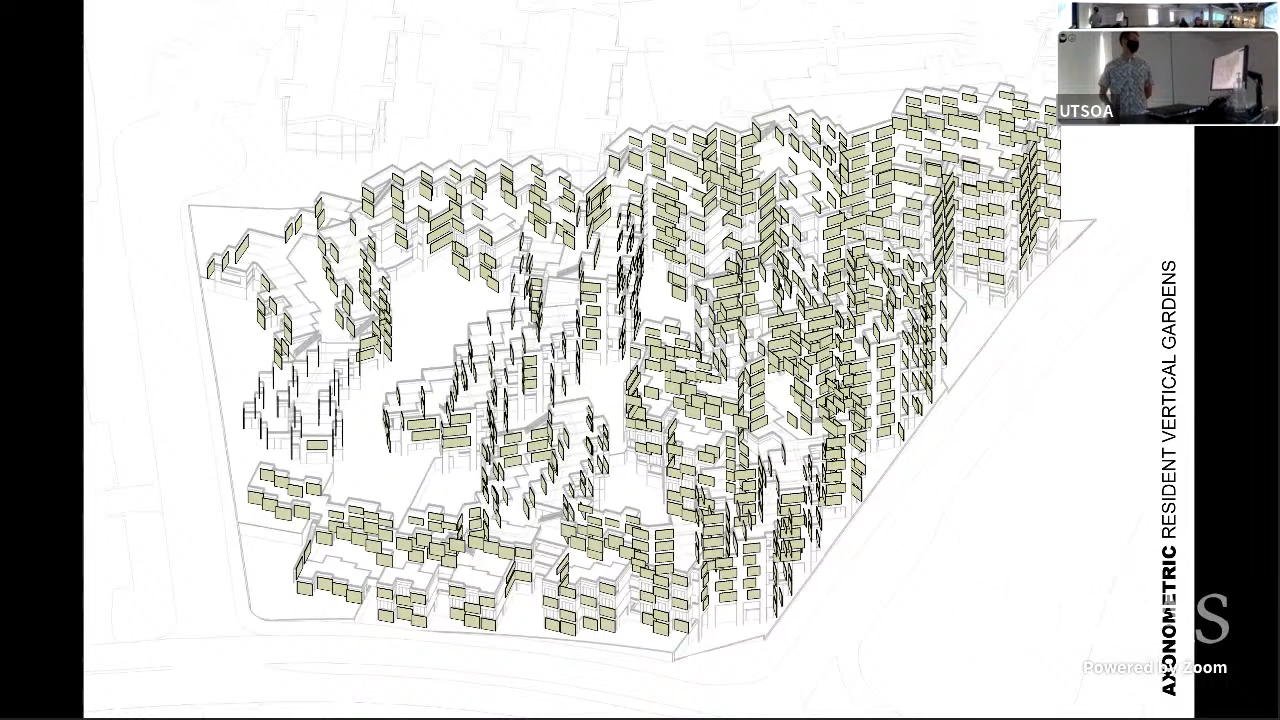 UTSOA
AXONOMETRIC RESIDENT VERTICAL GARDENS
S
Powered by Zoom